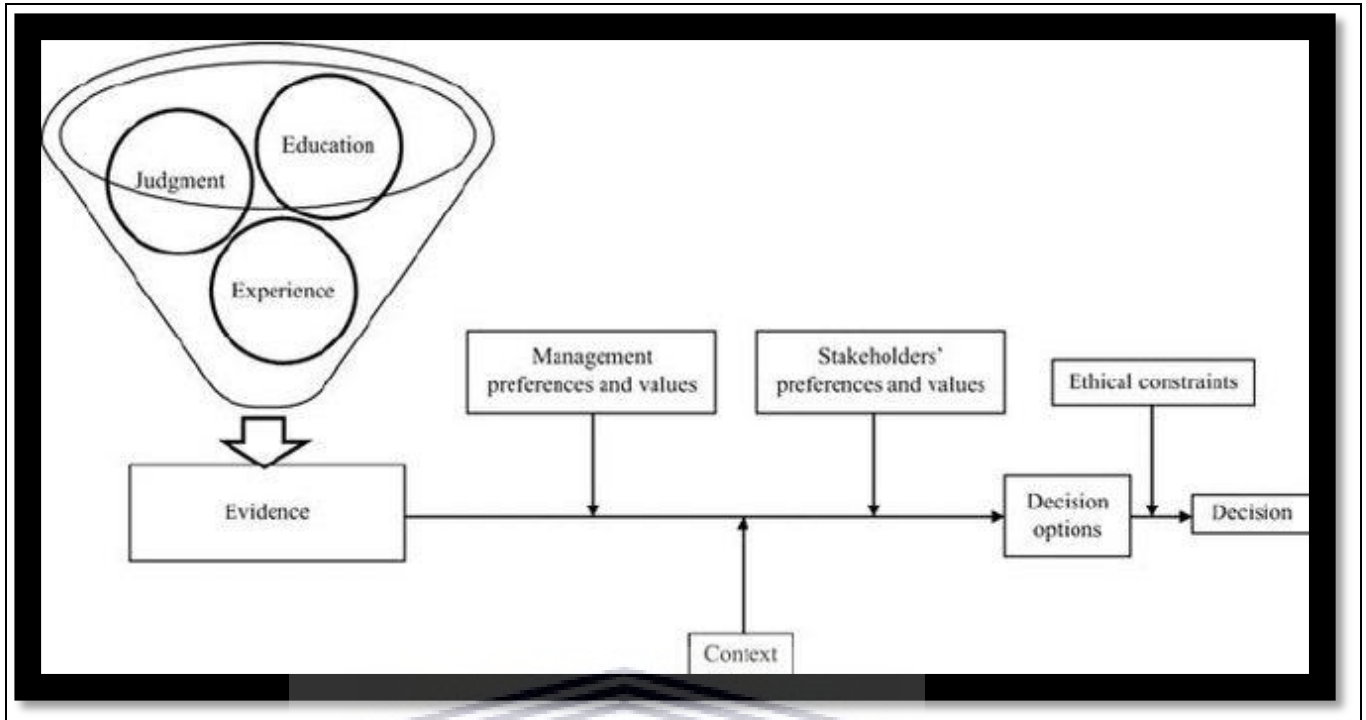 Education
Judgment
Experience
Management
preferences and values
Stakeholders'
preferences and values
Ethical constraints
Evidence
Decision
options
Decision
Context